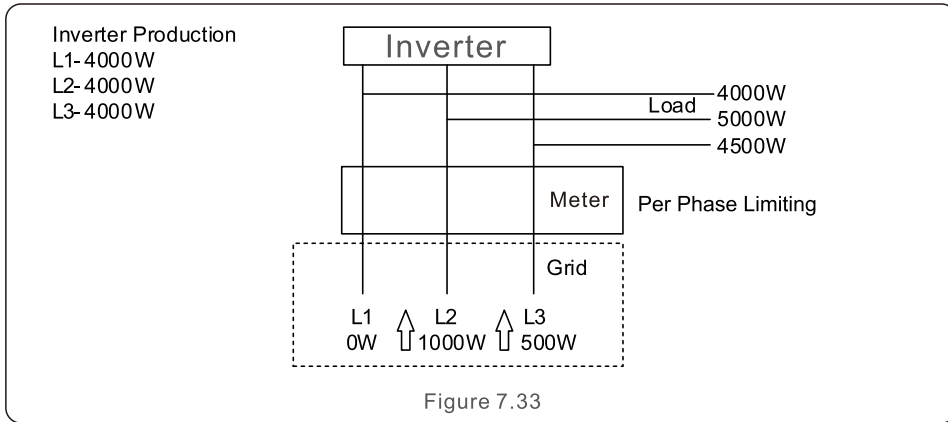 Inverter Production
L1-4000W
L2-4000W
L3-4000W
Inverter
4000W
Load
5000W
4500W
Meter
Per Phase Limiting
Grid
L1 L2 L3
0W 1000W 500W
Figure 7.33